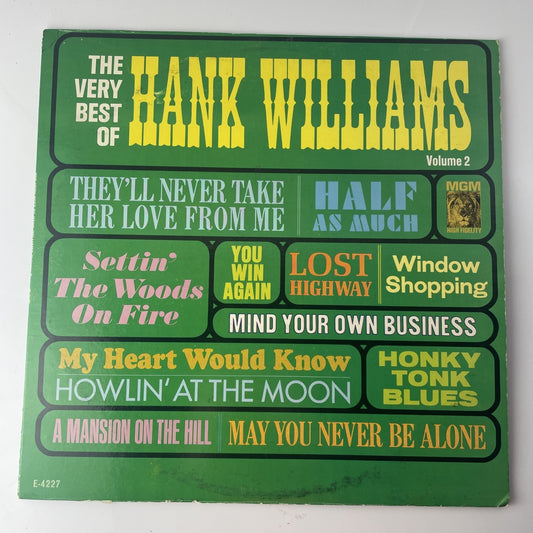 THE
VERY
BEST
OF
HANK WILLIAMS
Volume 2
THEY'LL NEVER TAKE
HER LOVE FROM ME
HALF
AS MUCH
MGM
HIGH FIDELITY
Settin'
The Woods
On Fire
YOU
WIN
AGAIN
LOST
HIGHWAY
Window
Shopping
MIND YOUR OWN BUSINESS
My Heart Would Know
HOWLIN' AT THE MOON
HONKY
TONK
BLUES
A MANSION ON THE HILL
MAY YOU NEVER BE ALONE
E-4227